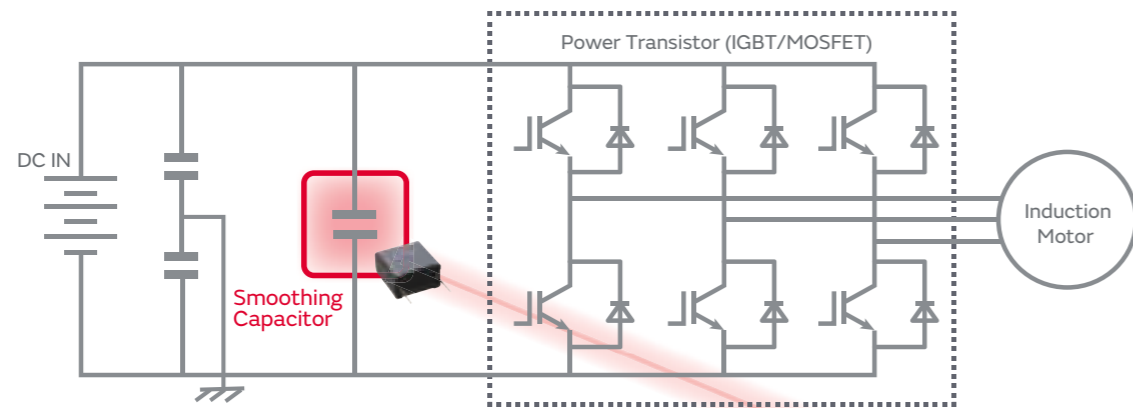 Power Transistor (IGBT/MOSFET)
DC IN
Smoothing
Capacitor
Induction
Motor